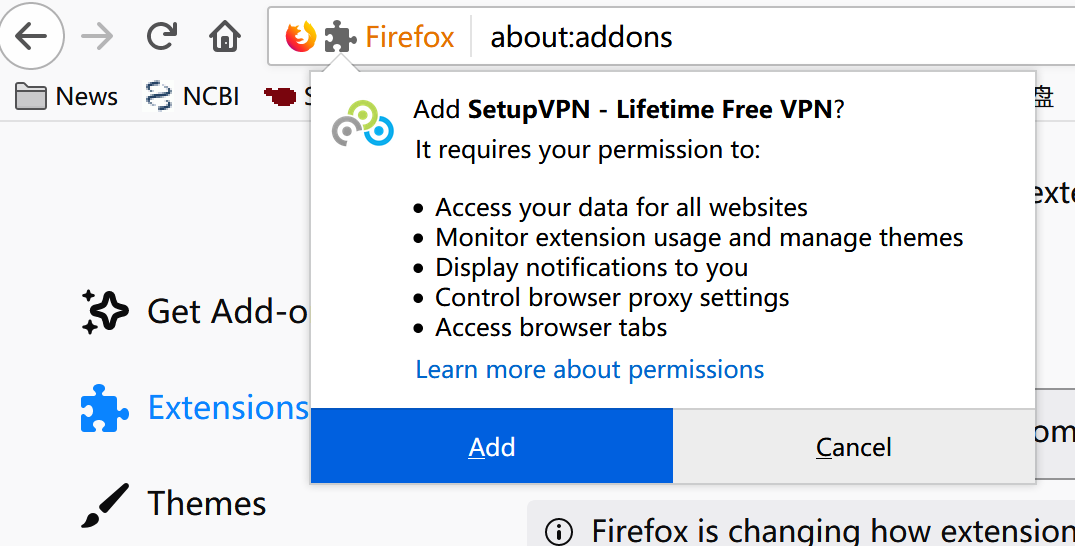 Firefox about:addons
News NCBI S
盘
Add SetupVPN - Lifetime Free VPN?
It requires your permission to:
Access your data for all websites
Monitor extension usage and manage themes
Display notifications to you
Control browser proxy settings
Access browser tabs
Learn more about permissions
Add Cancel
Get Add-o
Extensions
Themes
exte
om
Firefox is changing how extension